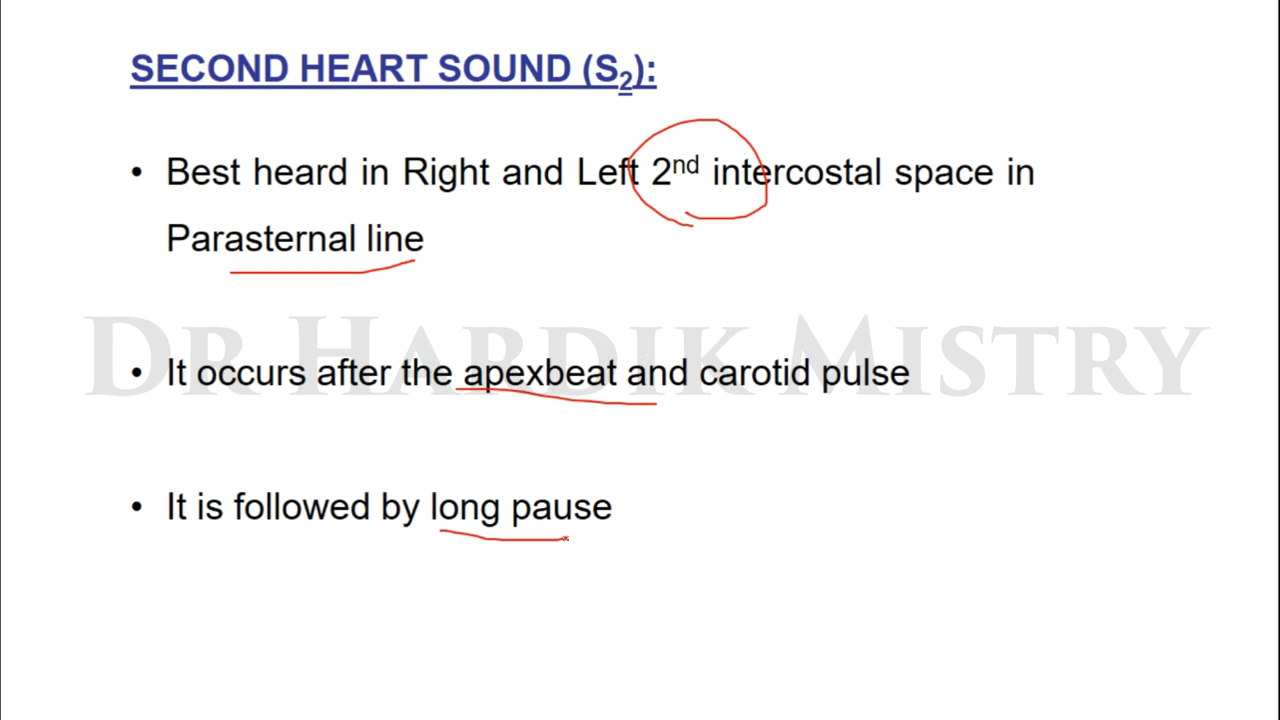 SECOND HEART SOUND (S2):
• Best heard in Right and Left 2nd intercostal space in
Parasternal line
DR HARDIK MISTRY
• It occurs after the apexbeat and carotid pulse
• It is followed by long pause